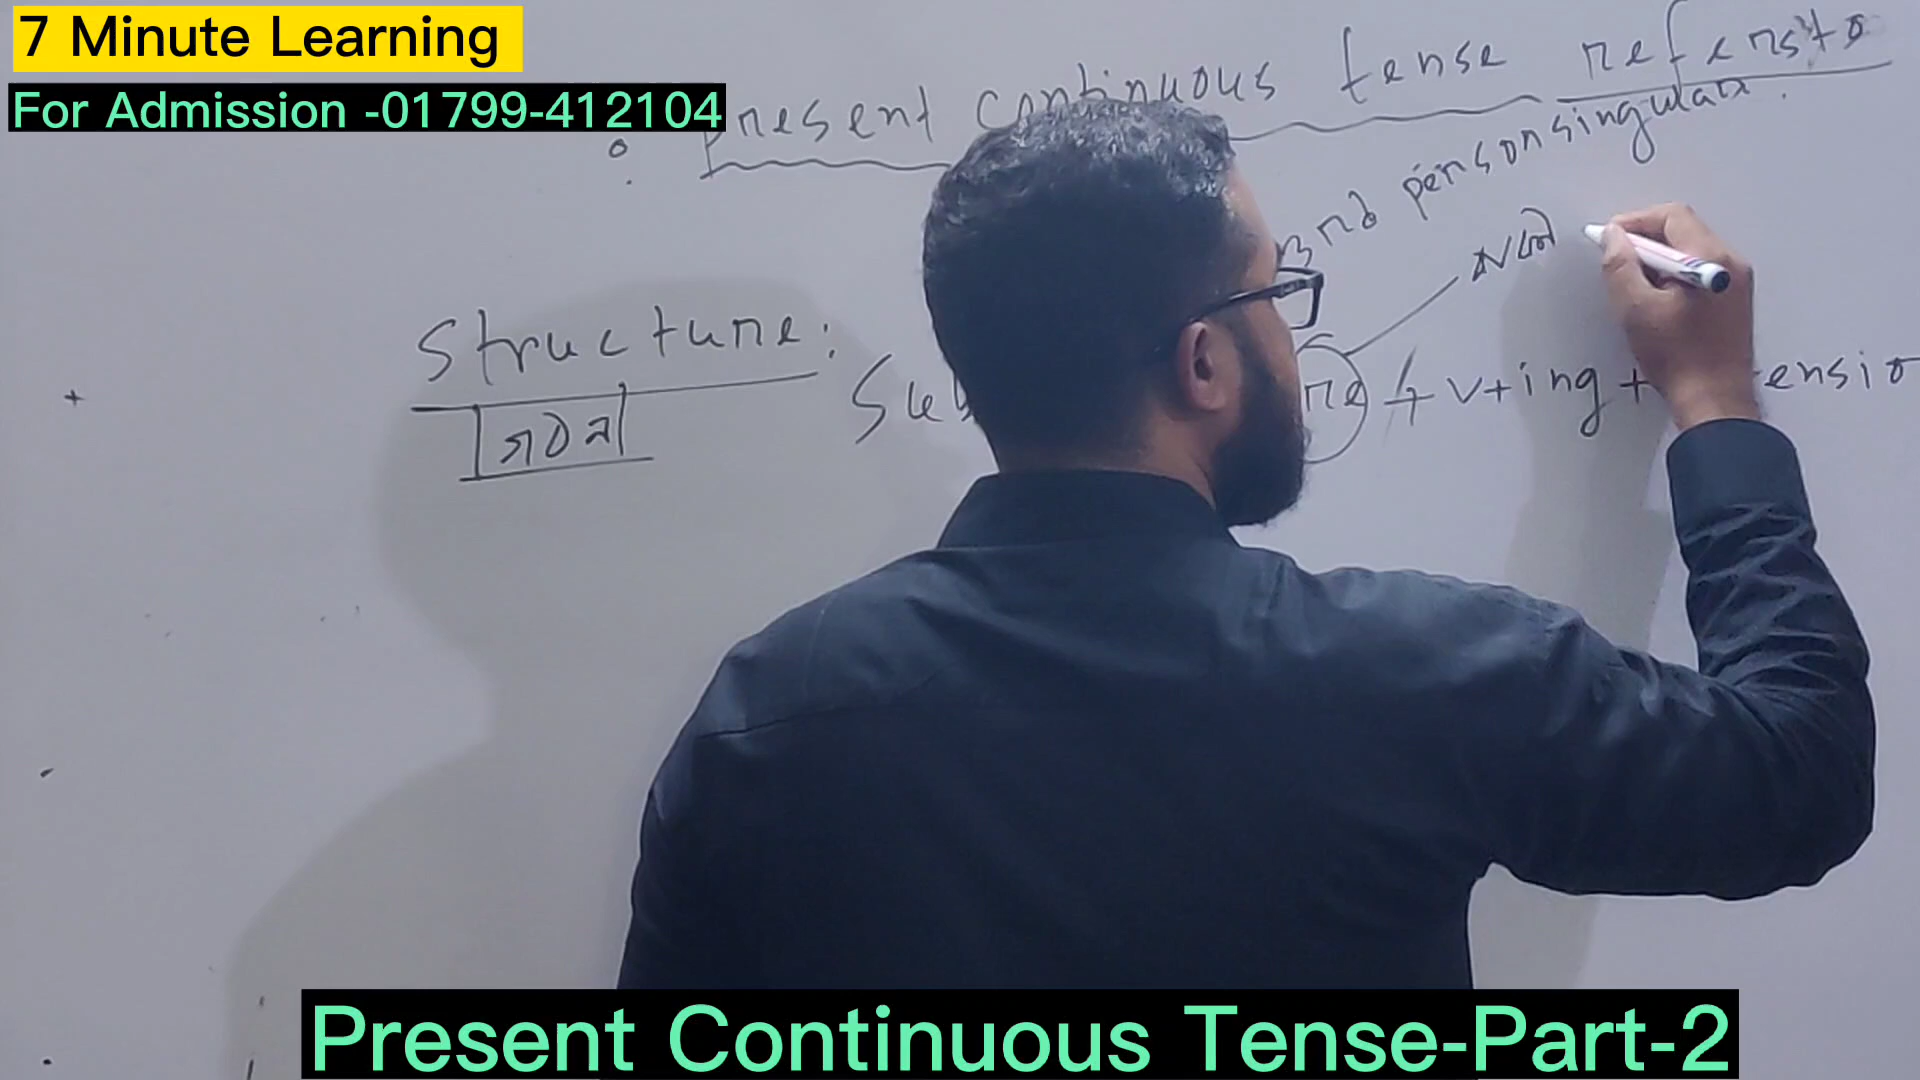 7 Minute Learning
For Admission -01799-412104
Present continuous tense refers to
3rd person singular.
Structure:
গঠন
Sub re + v+ing +
Present Continuous Tense-Part-2